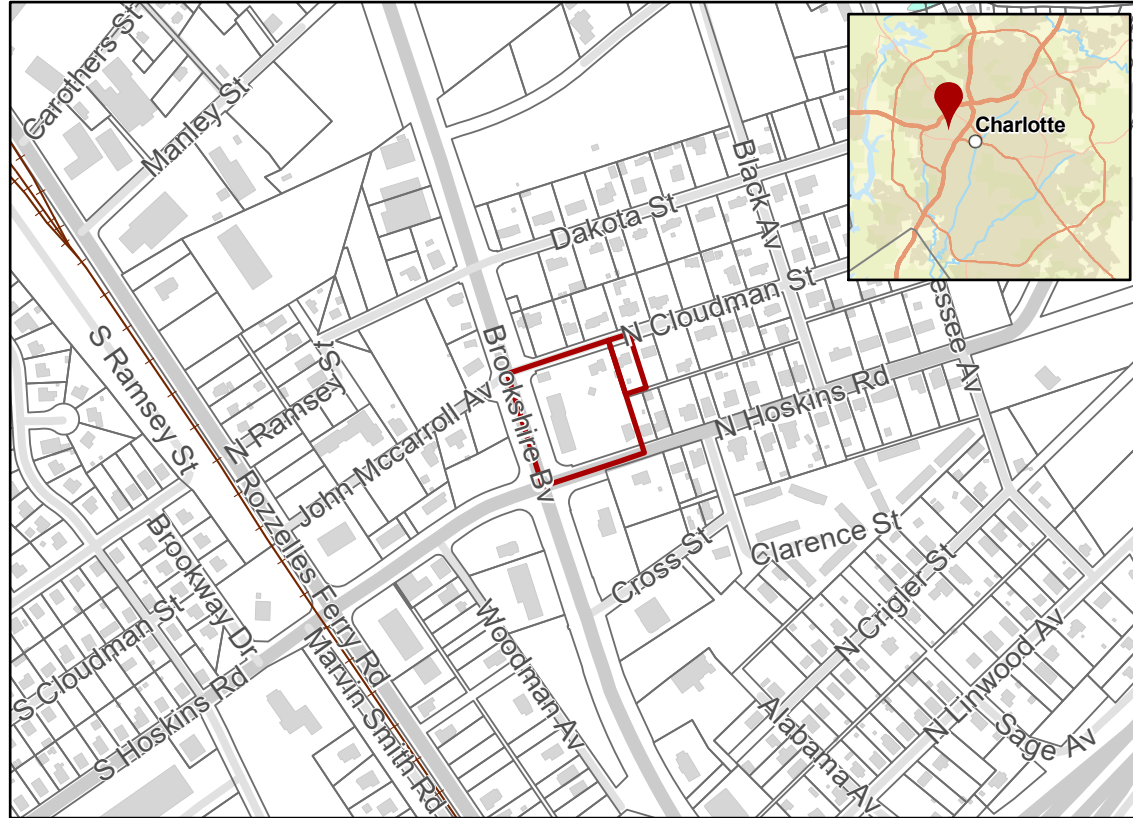 Carothers St
Manley St
Charlotte
Black Av
Dakota St
N Cloudman St
essee Av
S Ramsey St
N Ramsey St
John Mccarroll Av
Brookshire Bv
N Hoskins Rd
N Rozzelles Ferry Rd
Brookway Dr
Cross St
Clarence St
N Crigler St
S Cloudman St
Marvin Smith Rd
Woodman Av
N Linwood Av
S Hoskins Rd
Alabama Av
Sage Av